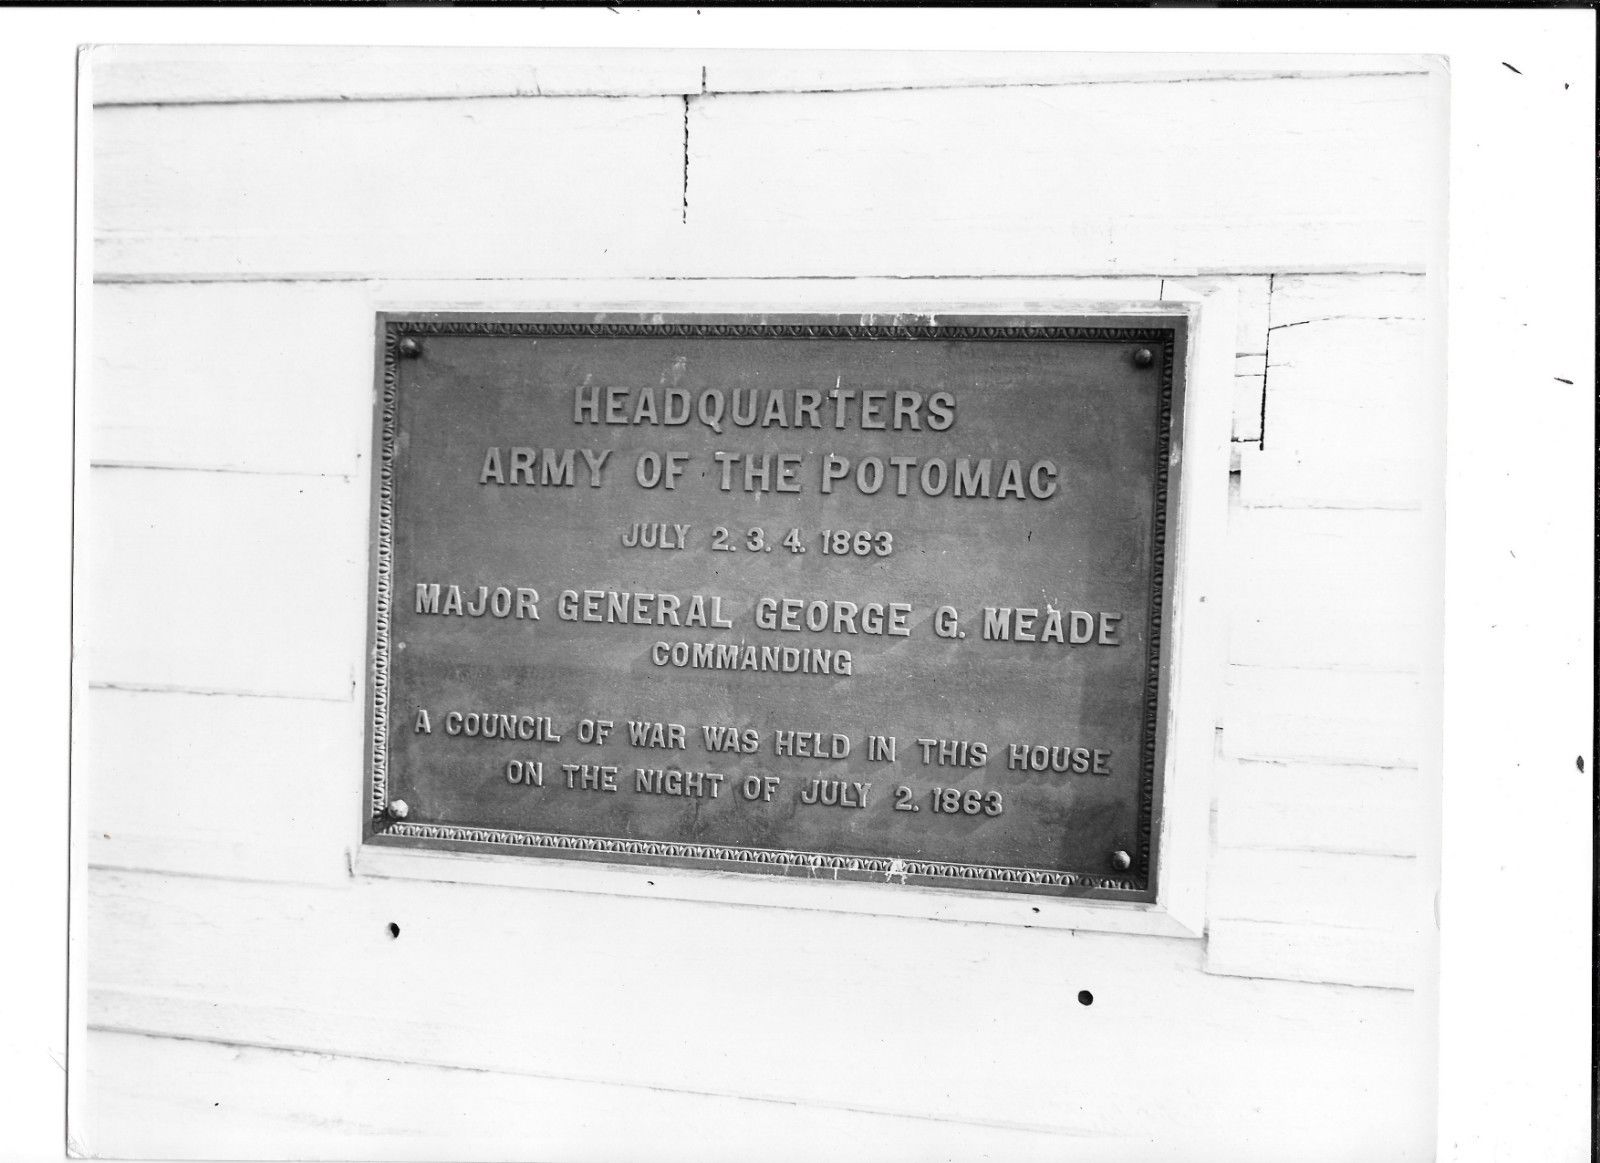 HEADQUARTERS
ARMY OF THE POTOMAC
JULY 2. 3. 4. 1863
MAJOR GENERAL GEORGE G. MEADE
COMMANDING
A COUNCIL OF WAR WAS HELD IN THIS HOUSE
ON THE NIGHT OF JULY 2. 1863